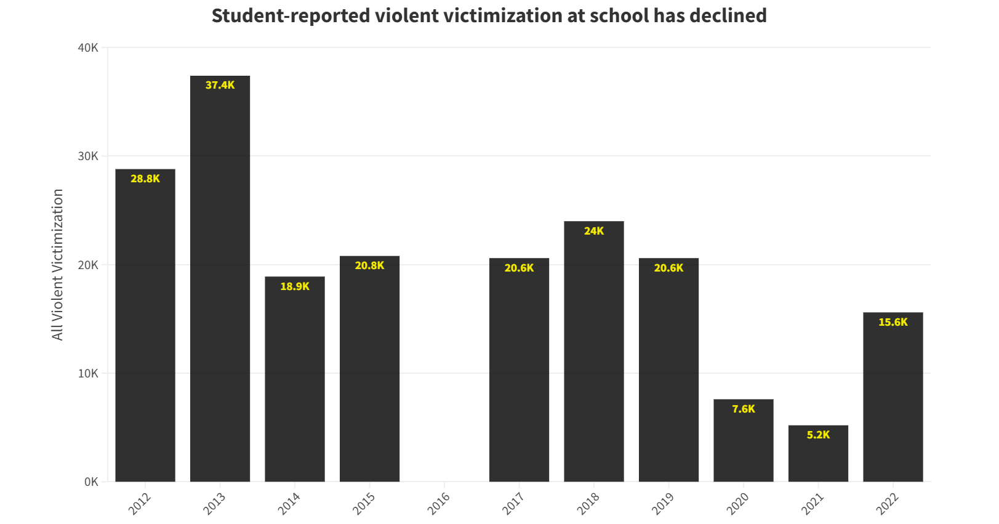 Student-reported violent victimization at school has declined
All Violent Victimization
40K
30K
20K
10K
0K
28.8K
37.4K
18.9K
20.8K
20.6K
24K
20.6K
7.6K
5.2K
15.6K
2012
2013
2014
2015
2016
2017
2018
2019
2020
2021
2022